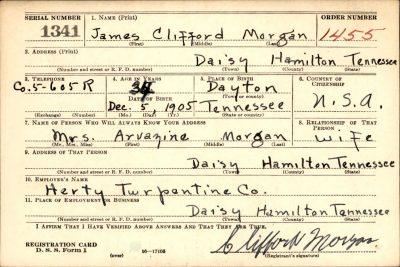 SERIAL NUMBER 1. NAME (Print) ORDER NUMBER
1341 James Clifford Morgan 1455
(First) (Middle) (Last)
2. ADDRESS (Print)
Daisy Hamilton Tennessee
(Number and street or R. F. D. number) (Town) (County) (State)
3. TELEPHONE 4. AGE IN YEARS 5. PLACE OF BIRTH 6. COUNTRY OF CITIZENSHIP
Co. 5-605 R Dayton
DATE OF BIRTH
Dec. 5, 1905 Tennessee U.S.A.
(Exchange) (Number) (Mo.) (Day) (Yr.) (State or country)
7. NAME OF PERSON WHO WILL ALWAYS KNOW YOUR ADDRESS 8. RELATIONSHIP OF THAT PERSON
Mrs. Arvazine Morgan Wife
(Mr., Mrs., Miss) (First) (Middle) (Last)
9. ADDRESS OF THAT PERSON
Daisy Hamilton Tennessee
(Number and street or R. F. D. number) (Town) (County) (State)
10. EMPLOYER'S NAME
Herty Turpentine Co.
11. PLACE OF EMPLOYMENT OR BUSINESS
Daisy Hamilton Tennessee
(Number and street or R. F. D. number) (Town) (County) (State)
I AFFIRM THAT I HAVE VERIFIED ABOVE ANSWERS AND THAT THEY ARE TRUE.
REGISTRATION CARD
D. S. S. Form 1 (over) 16—17105 Clifford Morgan
(Registrant's signature)